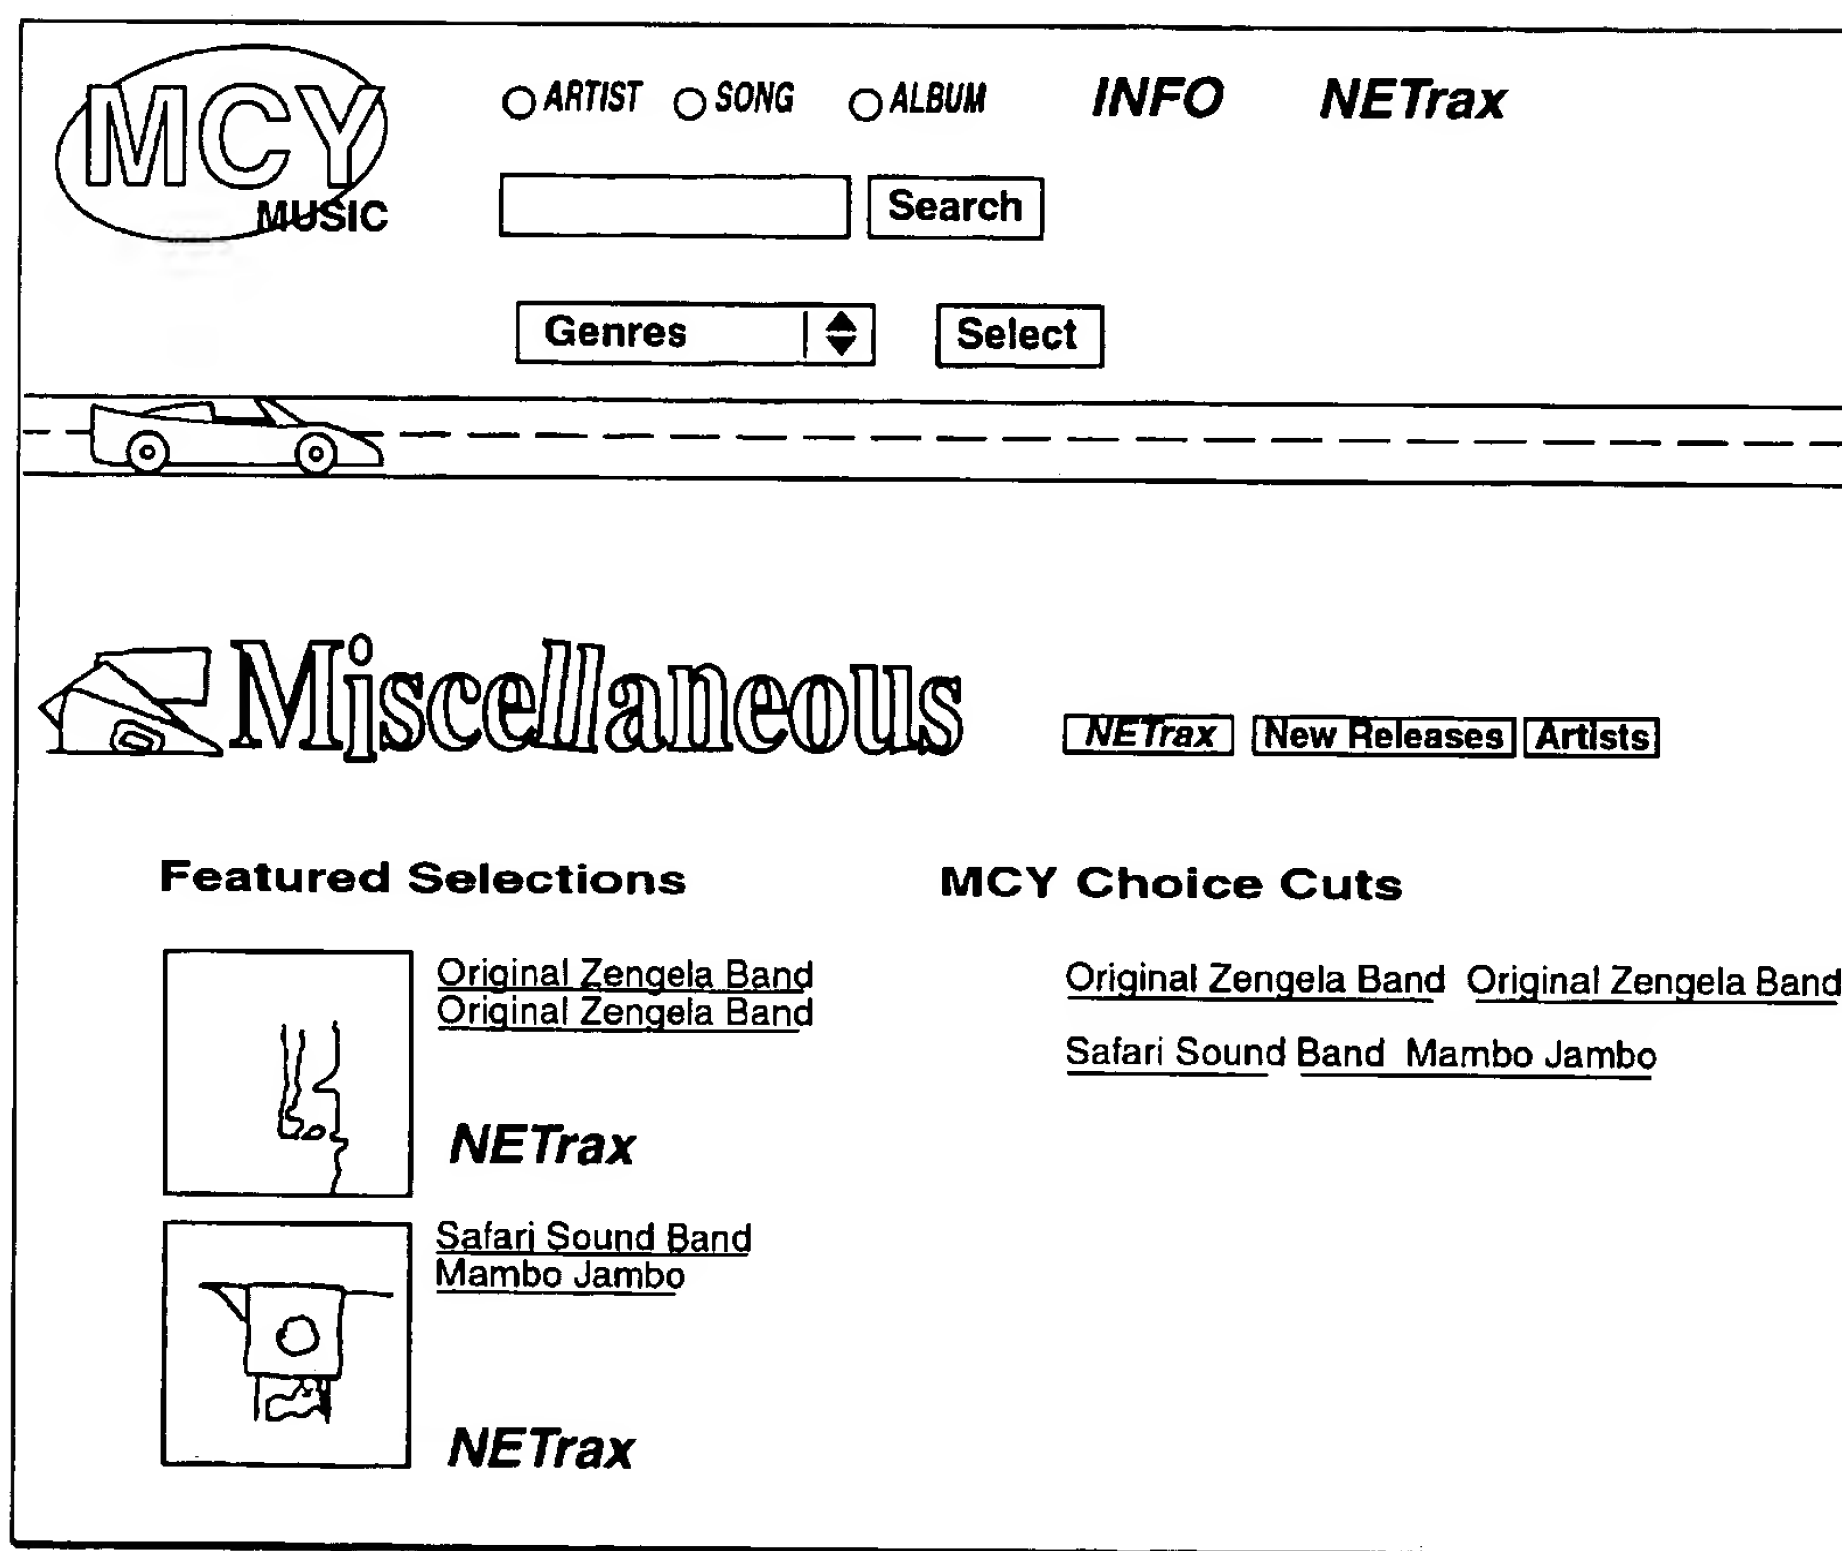 MCY
MUSIC
ARTIST SONG ALBUM INFO NETrax
Search
Genres Select
Miscellaneous
NETrax New Releases Artists
Featured Selections
Original Zengela Band
Original Zengela Band
NETrax
Safari Sound Band
Mambo Jambo
NETrax
MCY Choice Cuts
Original Zengela Band Original Zengela Band
Safari Sound Band Mambo Jambo